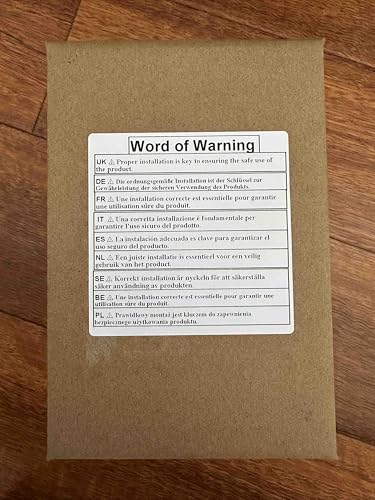 Word of Warning
UK ⚠ Proper installation is key to ensuring the safe use of
the product.
DE ⚠ Die ordnungsgemäße Installation ist der Schlüssel zur
Gewährleistung der sicheren Verwendung des Produkts.
FR ⚠ Une installation correcte est essentielle pour garantir
une utilisation sûre du produit.
IT ⚠ Una corretta installazione é fondamentale per
garantire l'uso sicuro del prodotto.
ES ⚠ La instalación adecuada es clave para garantizar el
uso seguro del producto.
NL ⚠ Een juiste installatie is essentieel voor een veilig
gebruik van het product.
SE ⚠ Korrekt installation är nyckeln för att säkerställa
säker användning av produkten.
BE ⚠ Une installation correcte est essentielle pour garantir une
utilisation sûre du produit.
PL ⚠ Prawidłowy montaż jest kluczem do zapewnienia
bezpiecznego użytkowania produktu.